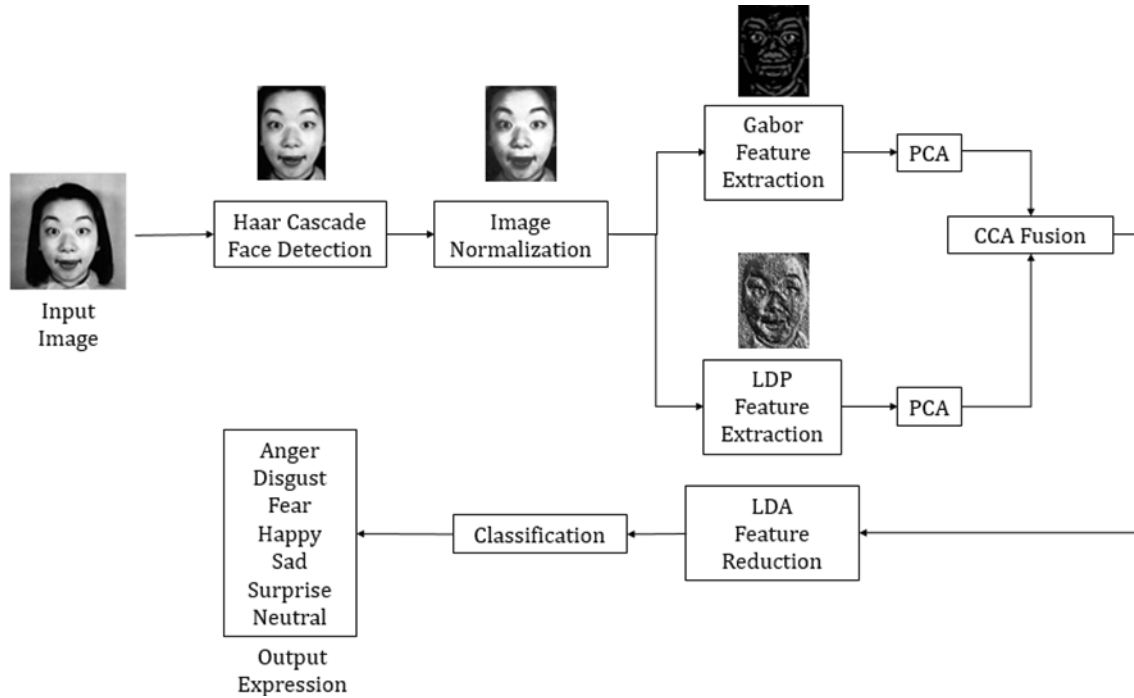 Input
Image
Haar Cascade
Face Detection
Image
Normalization
Gabor
Feature
Extraction
PCA
CCA Fusion
LDP
Feature
Extraction
PCA
LDA
Feature
Reduction
Classification
Anger
Disgust
Fear
Happy
Sad
Surprise
Neutral
Output
Expression